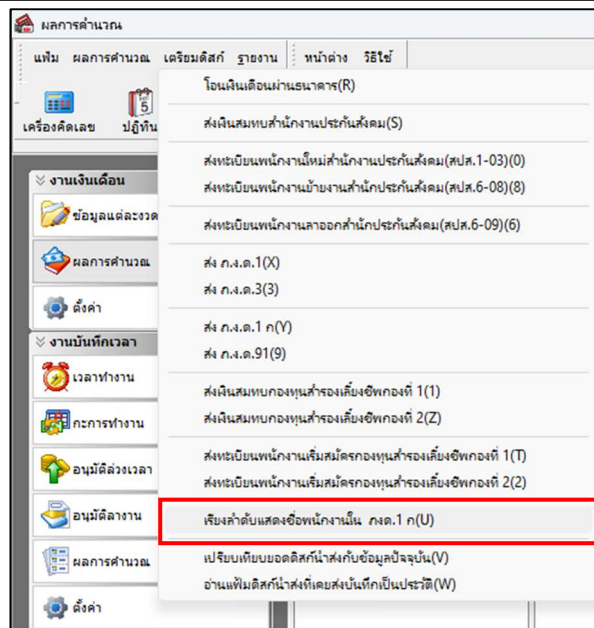 ผลการคำนวณ
แฟ้ม ผลการคำนวณ เตรียมดิสก์ รายงาน หน้าต่าง วิธีใช้
เครื่องคิดเลข ปฏิทิน
งานเงินเดือน
ข้อมูลแต่ละงวด
ผลการคำนวณ
ตั้งค่า
งานบันทึกเวลา
เวลาทำงาน
กะการทำงาน
อนุมัติล่วงเวลา
อนุมัติลางาน
ผลการคำนวณ
ตั้งค่า
โอนเงินเดือนผ่านธนาคาร(R)
ส่งเงินสมทบสำนักงานประกันสังคม(S)
ส่งทะเบียนพนักงานใหม่สำนักงานประกันสังคม(สปส.1-03)(0)
ส่งทะเบียนพนักงานย้ายงานสำนักประกันสังคม(สปส.6-08)(8)
ส่งทะเบียนพนักงานลาออกสำนักประกันสังคม(สปส.6-09)(6)
ส่ง ภ.ง.ด.1(X)
ส่ง ภ.ง.ด.3(3)
ส่ง ภ.ง.ด.1 ก(Y)
ส่ง ภ.ง.ด.91(9)
ส่งเงินสมทบกองทุนสำรองเลี้ยงชีพกองที่ 1(1)
ส่งเงินสมทบกองทุนสำรองเลี้ยงชีพกองที่ 2(Z)
ส่งทะเบียนพนักงานเริ่มสมัครกองทุนสำรองเลี้ยงชีพกองที่ 1(T)
ส่งทะเบียนพนักงานเริ่มสมัครกองทุนสำรองเลี้ยงชีพกองที่ 2(2)
เรียงลำดับแสดงชื่อพนักงานใน ภงด.1 ก(U)
เปรียบเทียบยอดดิสก์นำส่งกับข้อมูลปัจจุบัน(V)
อ่านแฟ้มดิสก์นำส่งที่เคยส่งบันทึกเป็นประวัติ(W)